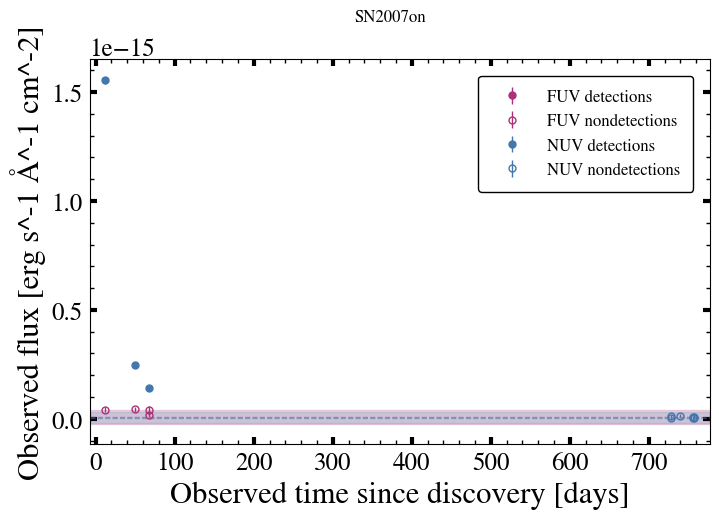 SN2007on
1e−15
FUV detections
FUV nondetections
NUV detections
NUV nondetections
1.5
1.0
0.5
0.0
Observed flux [erg s^-1 Å^-1 cm^-2]
0 100 200 300 400 500 600 700
Observed time since discovery [days]